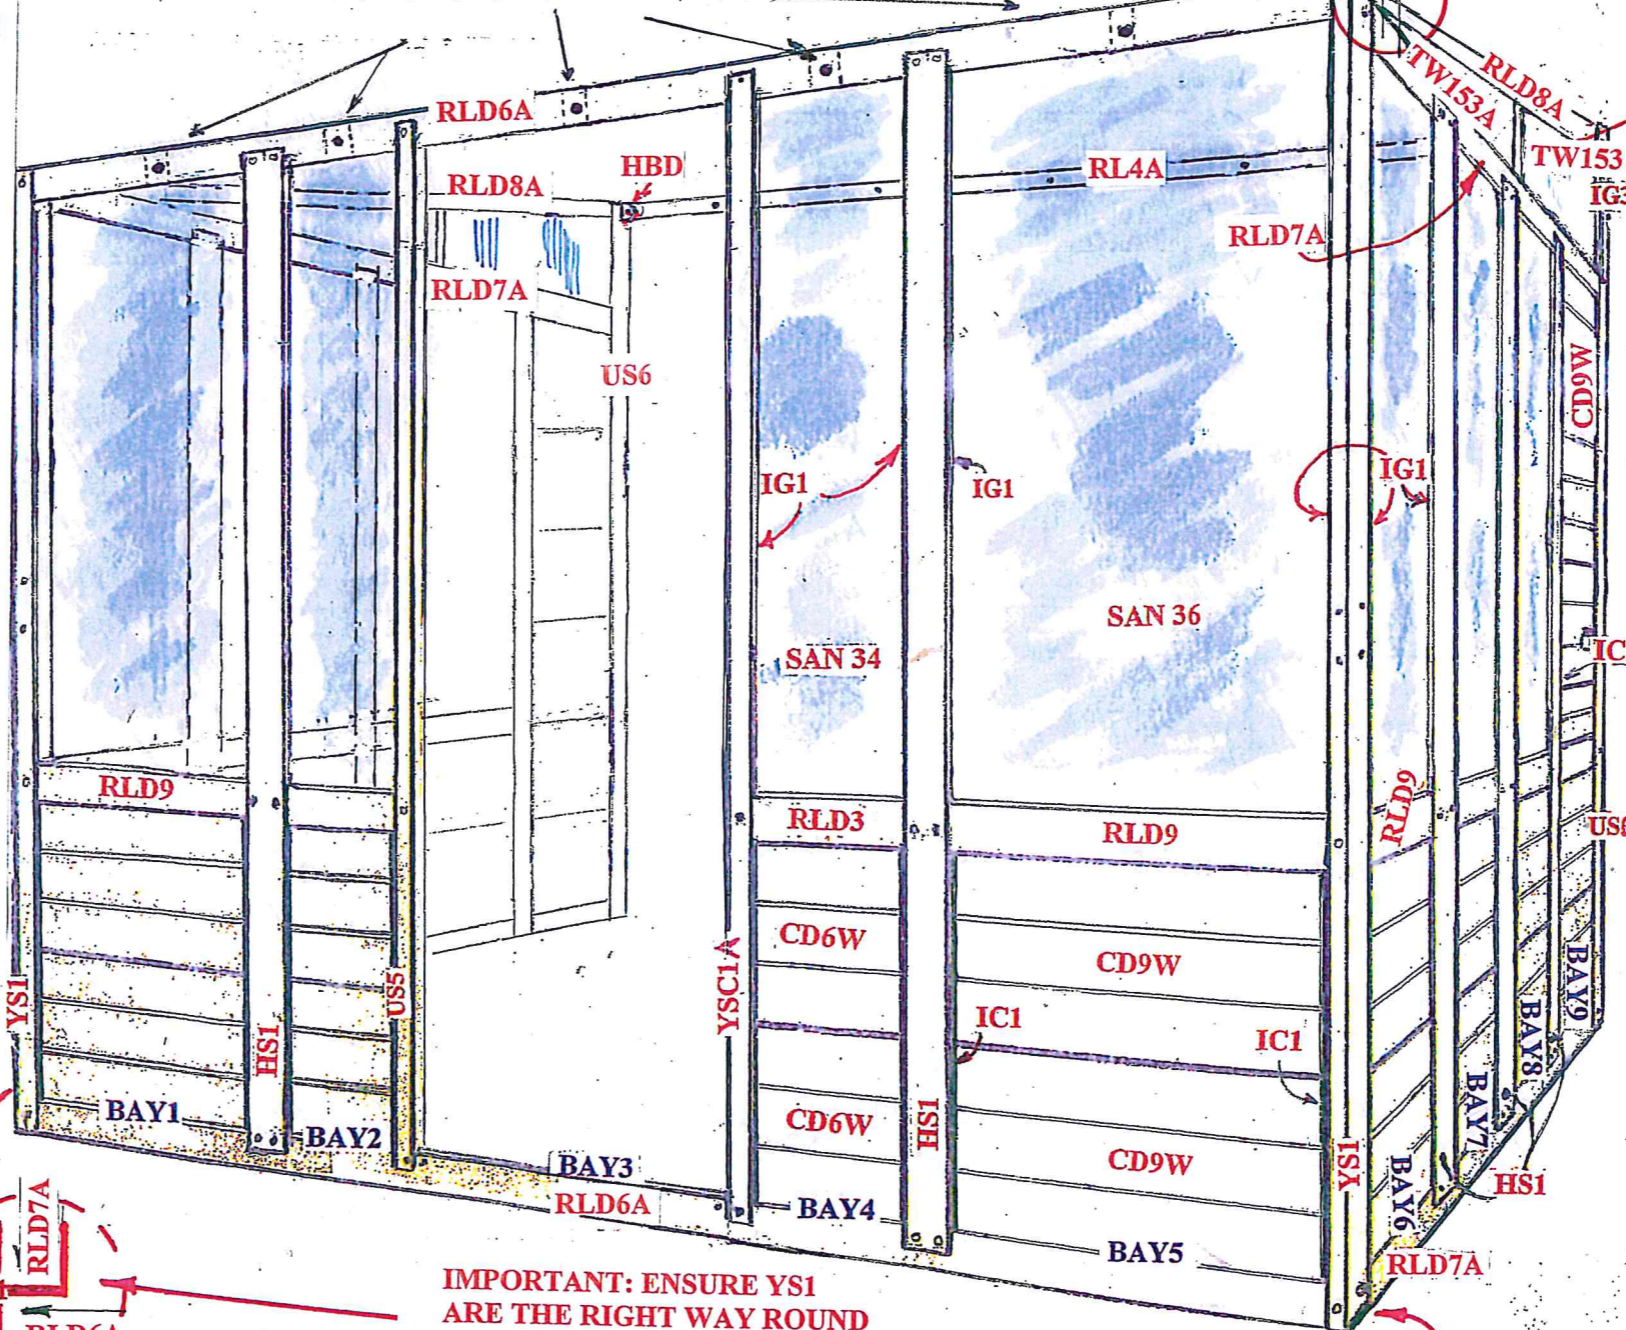 RLD6A
RLD8A
TW153A
TW153
HBD
RLD8A
RL4A
RLD7A
RLD7A
US6
CD9W
IG1
IG1
IG1
SAN 36
SAN 34
RLD9
RLD3
RLD9
RLD9
CD6W
CD9W
YS1
US5
YSC1A
HS1
IC1
IC1
BAY9
BAY8
BAY1
BAY2
CD6W
HS1
CD9W
YS1
BAY7
BAY6
HS1
BAY3
RLD6A
BAY4
BAY5
RLD7A
RLD7A
IMPORTANT: ENSURE YS1
ARE THE RIGHT WAY ROUND